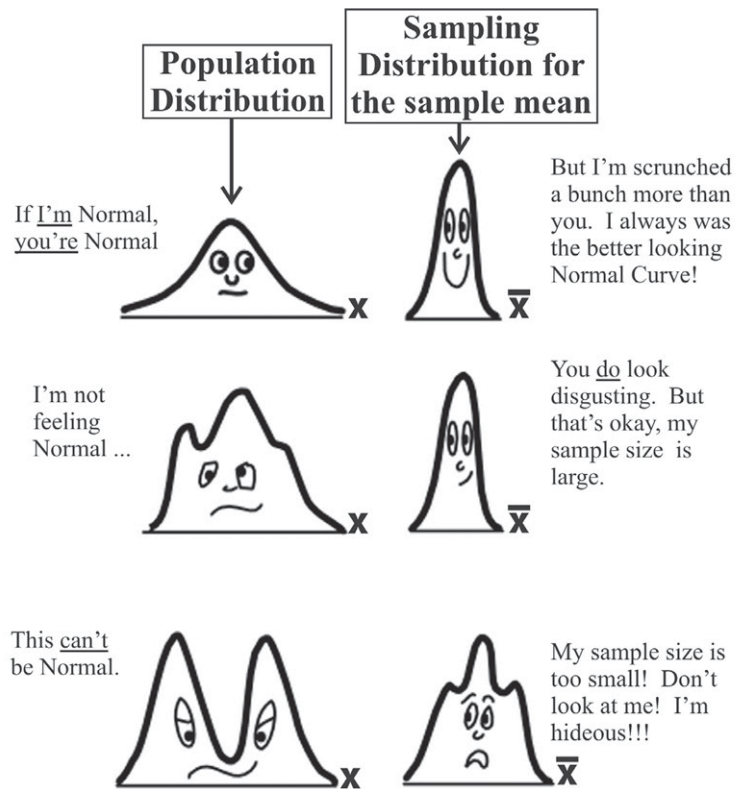 Population
Distribution
Sampling
Distribution for
the sample mean
If I'm Normal,
you're Normal
x
But I'm scrunched
a bunch more than
you. I always was
the better looking
Normal Curve!
x̅
I'm not
feeling
Normal ...
x
You do look
disgusting. But
that's okay, my
sample size is
large.
x̅
This can't
be Normal.
x
My sample size is
too small! Don't
look at me! I'm
hideous!!!
x̅